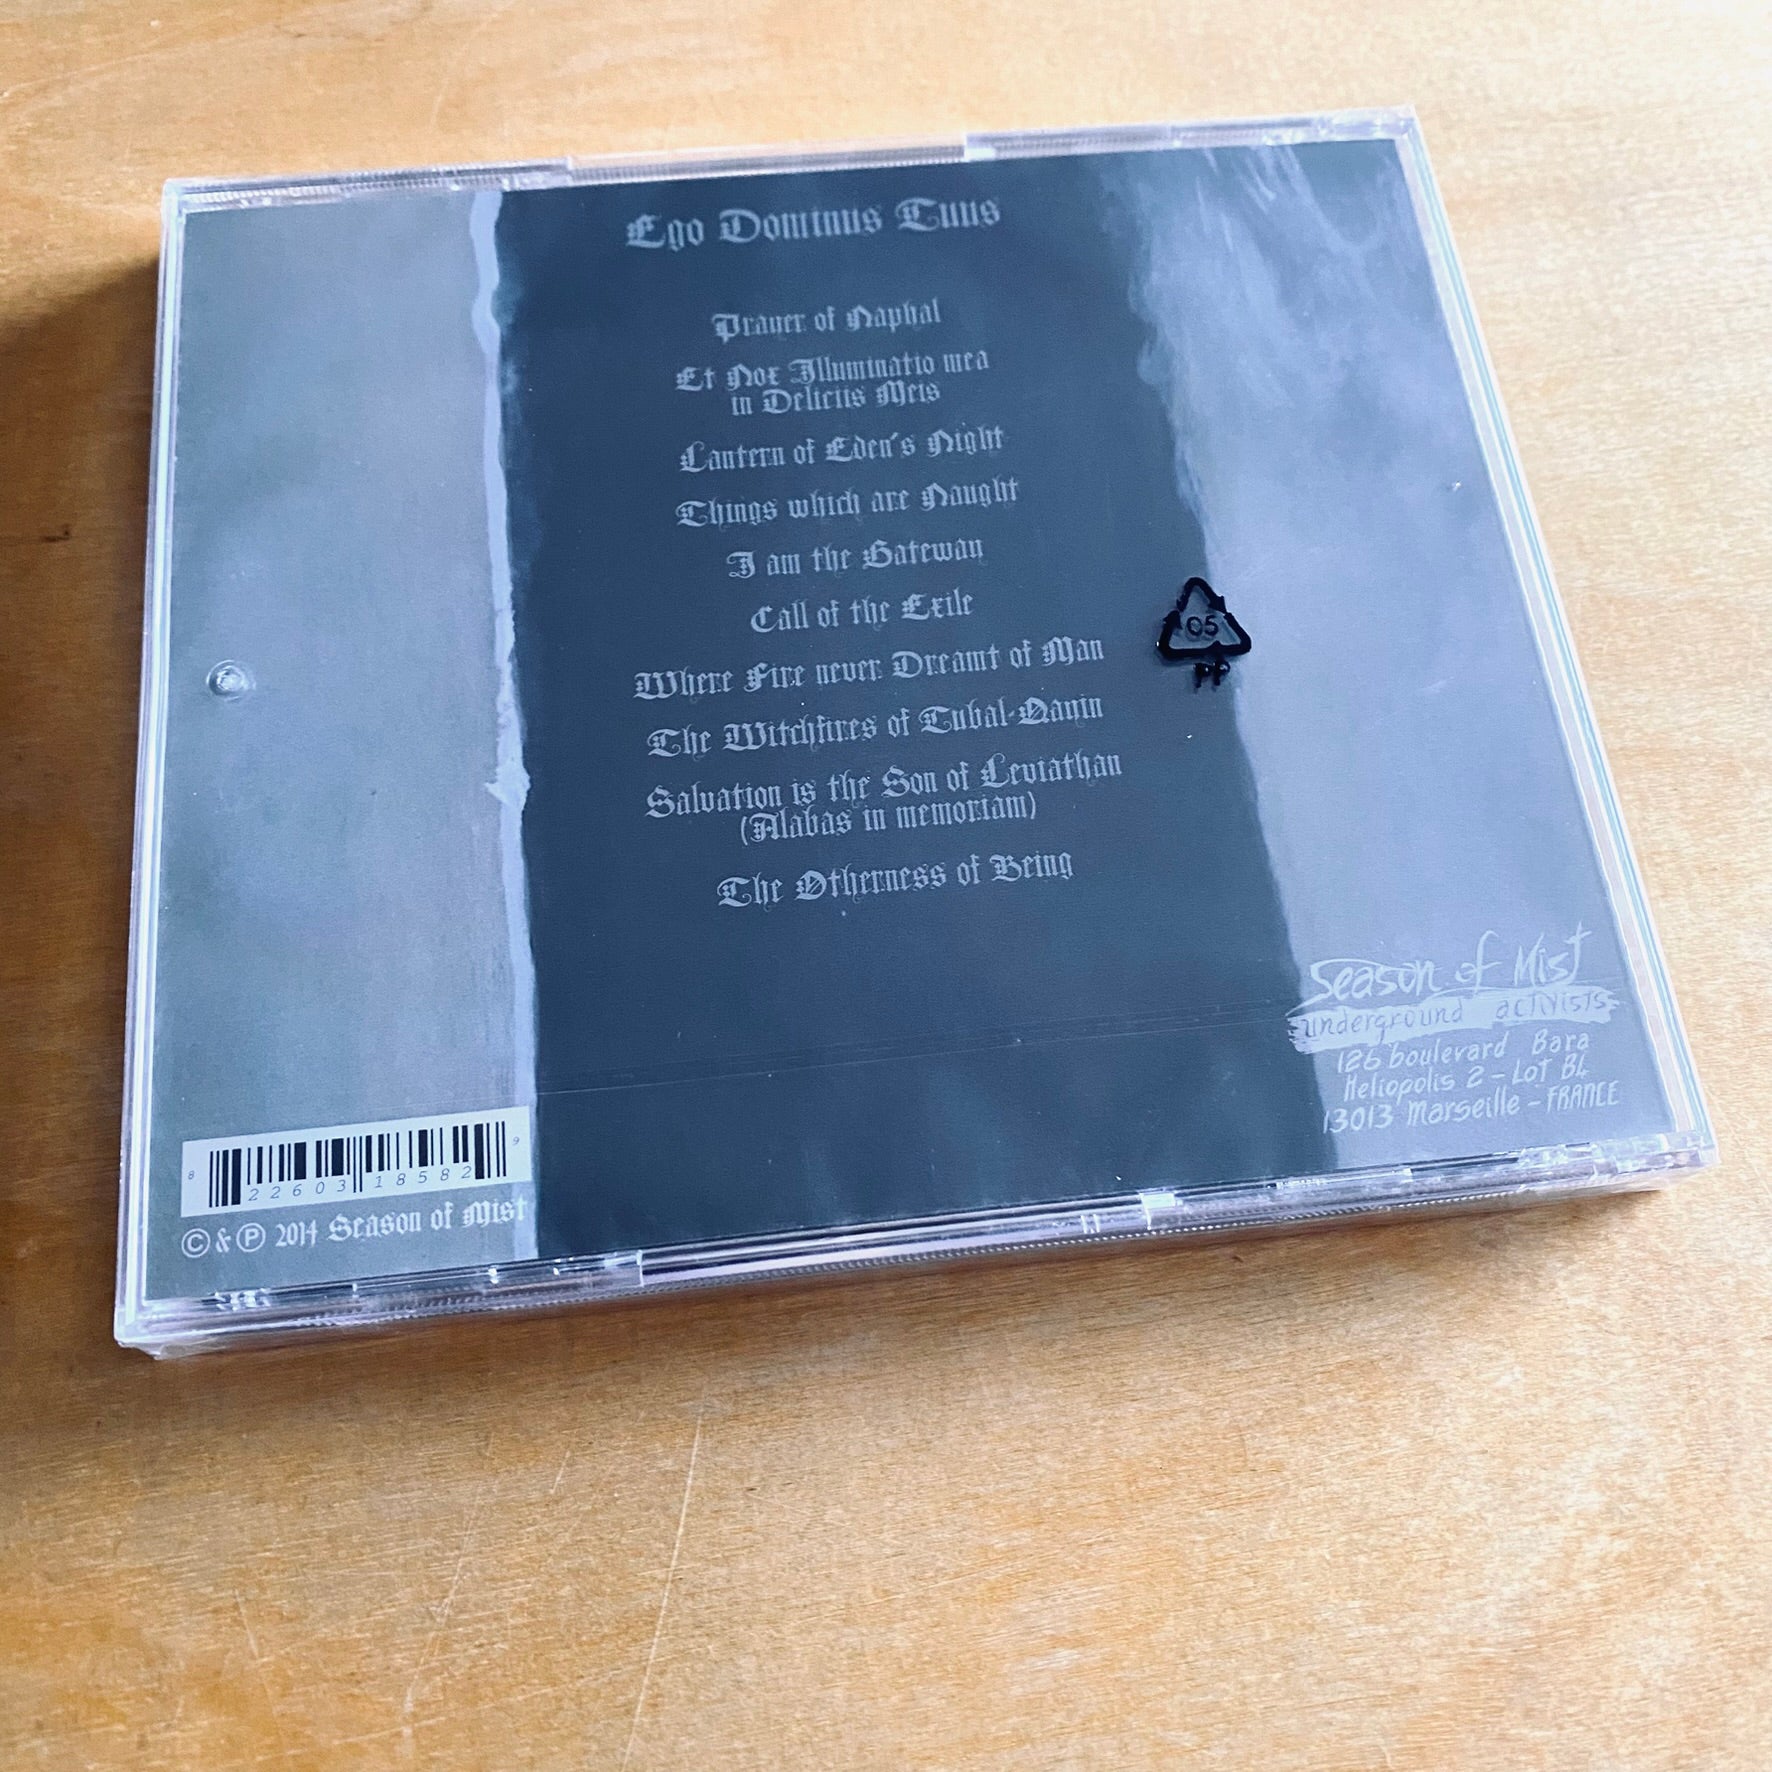 Ego Dominus Tuus
Prayer of Naphal
Et Nox Illuminatio mea
in Deliciis Meis
Lantern of Eden's Night
Things which are Naught
I am the Gateway
Call of the Exile
Where Fire never Dreamt of Man
The Witchfires of Tubal-Qayin
Salvation is the Son of Leviathan
(Alabas in memoriam)
The Otherness of Being
05
PP
Season of Mist
underground activists
126 boulevard Bara
Heliopolis 2 - LOT BL
13013 Marseille - FRANCE
8 22603 18582 9
© & ℗ 2014 Season of Mist